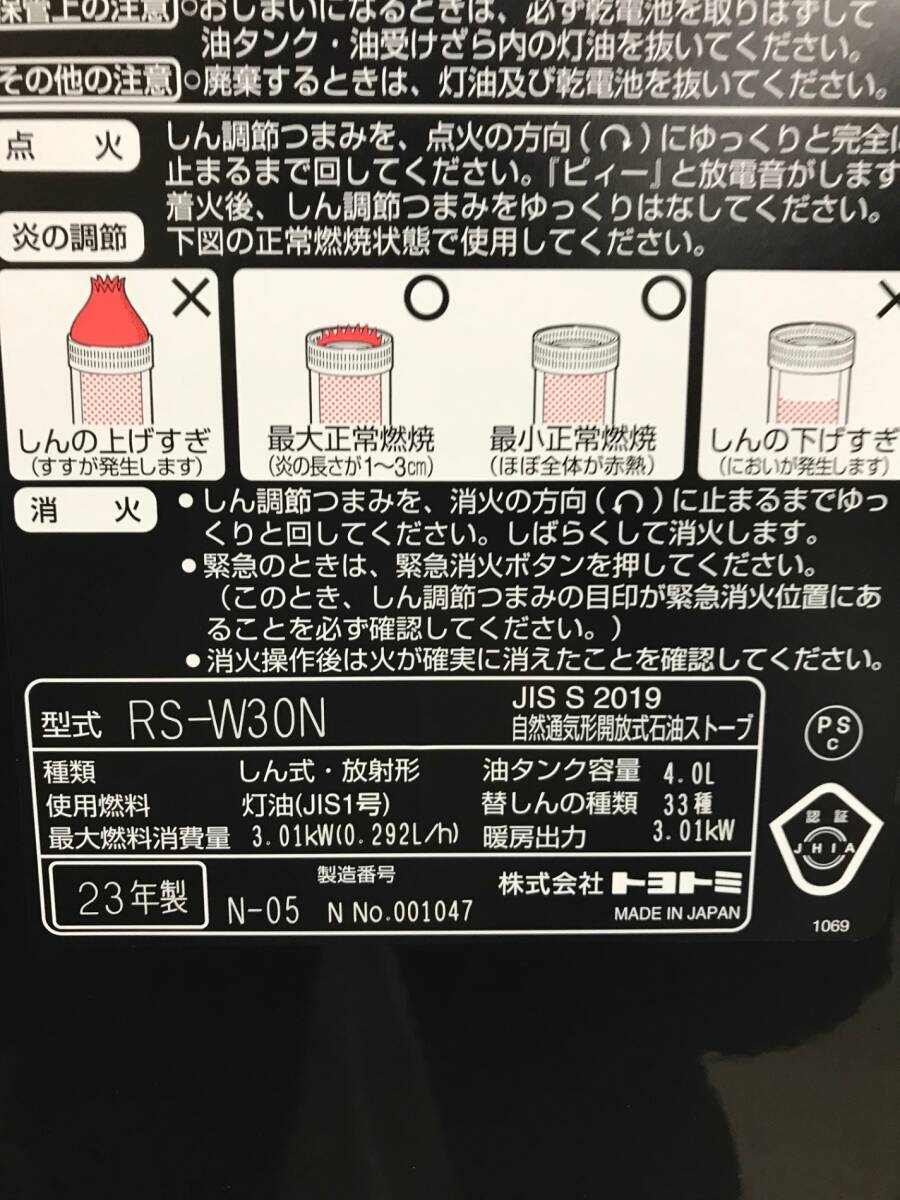 保管上の注意 ○おしまいになるときは、必ず乾電池を取りはずして
油タンク・油受けざら内の灯油を抜いてください。
その他の注意 ○廃棄するときは、灯油及び乾電池を抜いてください。
点火 しん調節つまみを、点火の方向(↷)にゆっくりと完全に
止まるまで回してください。『ピィー』と放電音がします
着火後、しん調節つまみをゆっくりはなしてください。
炎の調節 下図の正常燃焼状態で使用してください。
しんの上げすぎ
(すすが発生します)
最大正常燃焼
(炎の長さが1〜3cm)
最小正常燃焼
(ほぼ全体が赤熱)
しんの下げすぎ
(においが発生します)
消火 ●しん調節つまみを、消火の方向(↶)に止まるまでゆっ
くりと回してください。しばらくして消火します。
●緊急のときは、緊急消火ボタンを押してください。
(このとき、しん調節つまみの目印が緊急消火位置にあ
ることを必ず確認してください。)
●消火操作後は火が確実に消えたことを確認してください。
型式 RS-W30N
JIS S 2019
自然通気形開放式石油ストーブ
種類 しん式・放射形
油タンク容量 4.0L
使用燃料 灯油(JIS1号)
替しんの種類 33種
最大燃料消費量 3.01kW(0.292L/h)
暖房出力 3.01kW
23年製
製造番号
N-05 N No.001047
株式会社トヨトミ
MADE IN JAPAN
PS
C
認証
JHIA
1069